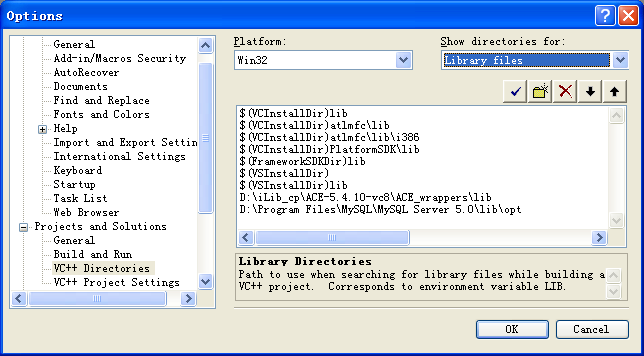 Options
General
Add-in/Macros Security
AutoRecover
Documents
Find and Replace
Fonts and Colors
Help
Import and Export Settin
International Settings
Keyboard
Startup
Task List
Web Browser
Projects and Solutions
General
Build and Run
VC++ Directories
VC++ Project Settings
Platform:
Win32
Show directories for:
Library files
$(VCInstallDir)lib
$(VCInstallDir)atlmfc\lib
$(VCInstallDir)atlmfc\lib\i386
$(VCInstallDir)PlatformSDK\lib
$(FrameworkSDKDir)lib
$(VSInstallDir)
$(VSInstallDir)lib
D:\iLib_cp\ACE-5.4.10-vc8\ACE_wrappers\lib
D:\Program Files\MySQL\MySQL Server 5.0\lib\opt
Library Directories
Path to use when searching for library files while building a
VC++ project.  Corresponds to environment variable LIB.
OK
Cancel